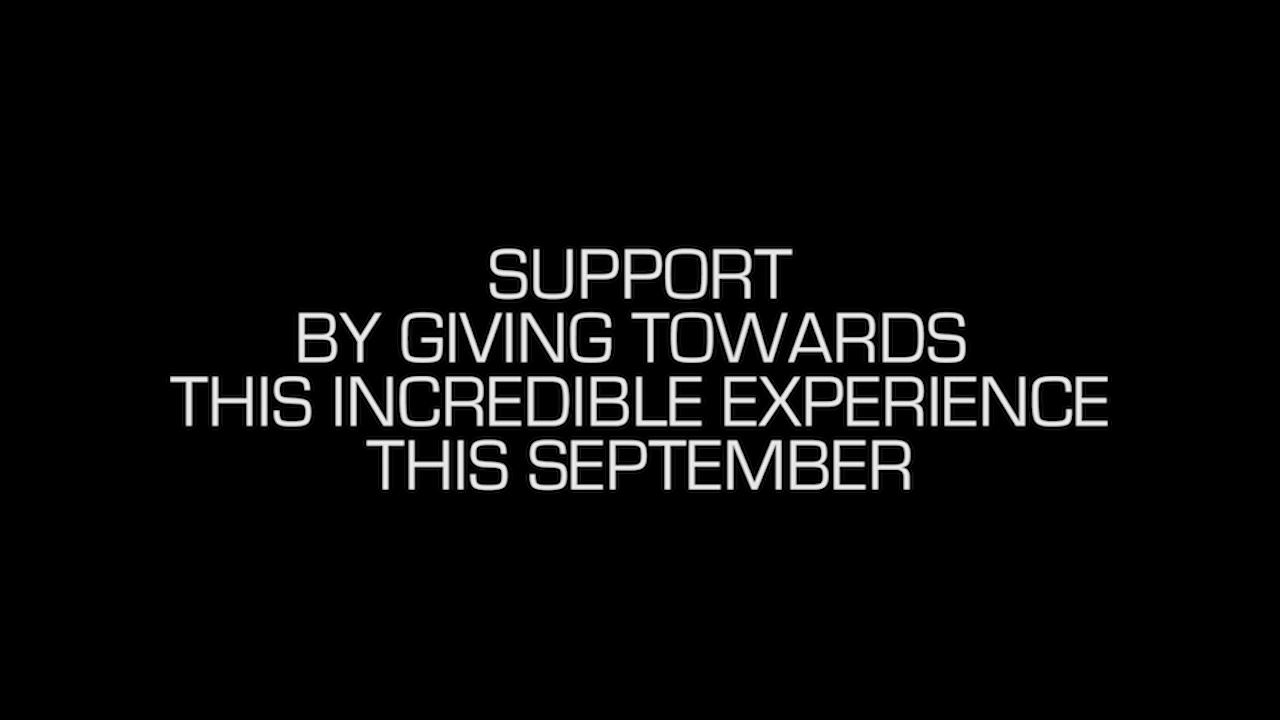 SUPPORT
BY GIVING TOWARDS
THIS INCREDIBLE EXPERIENCE
THIS SEPTEMBER